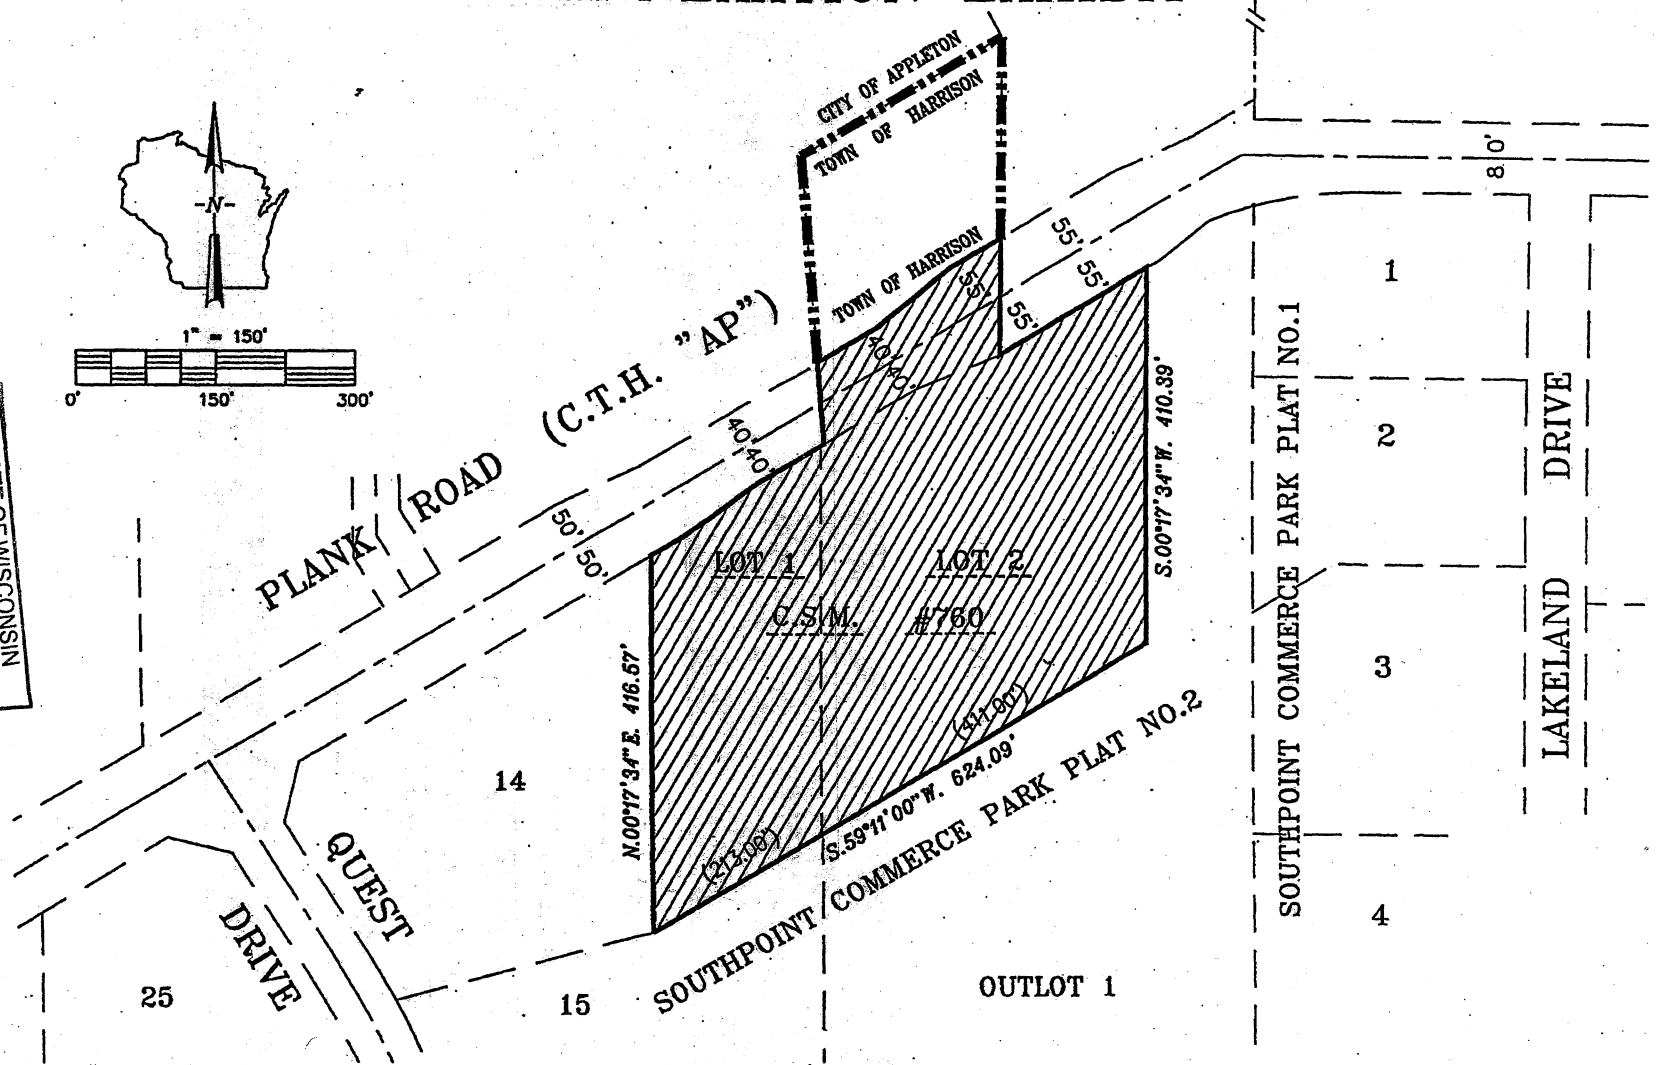 CITY OF APPLETON
TOWN OF HARRISON
-N-
1" = 150'
0' 150' 300'
TOWN OF HARRISON
PLANK ROAD (C.T.H. "AP")
80'
55'
55'
55'
55'
40'
40'
40'
40'
50'
50'
LOT 1
LOT 2
C.S.M. #760
N.00°17'34"E. 416.57'
S.00°17'34"W. 410.39'
(213.00')
(411.00')
S.59°11'00"W. 624.09'
SOUTHPOINT COMMERCE PARK PLAT NO.2
SOUTHPOINT COMMERCE PARK PLAT NO.1
LAKELAND DRIVE
QUEST
DRIVE
1
2
3
4
14
15
25
OUTLOT 1
OF WISCONSIN